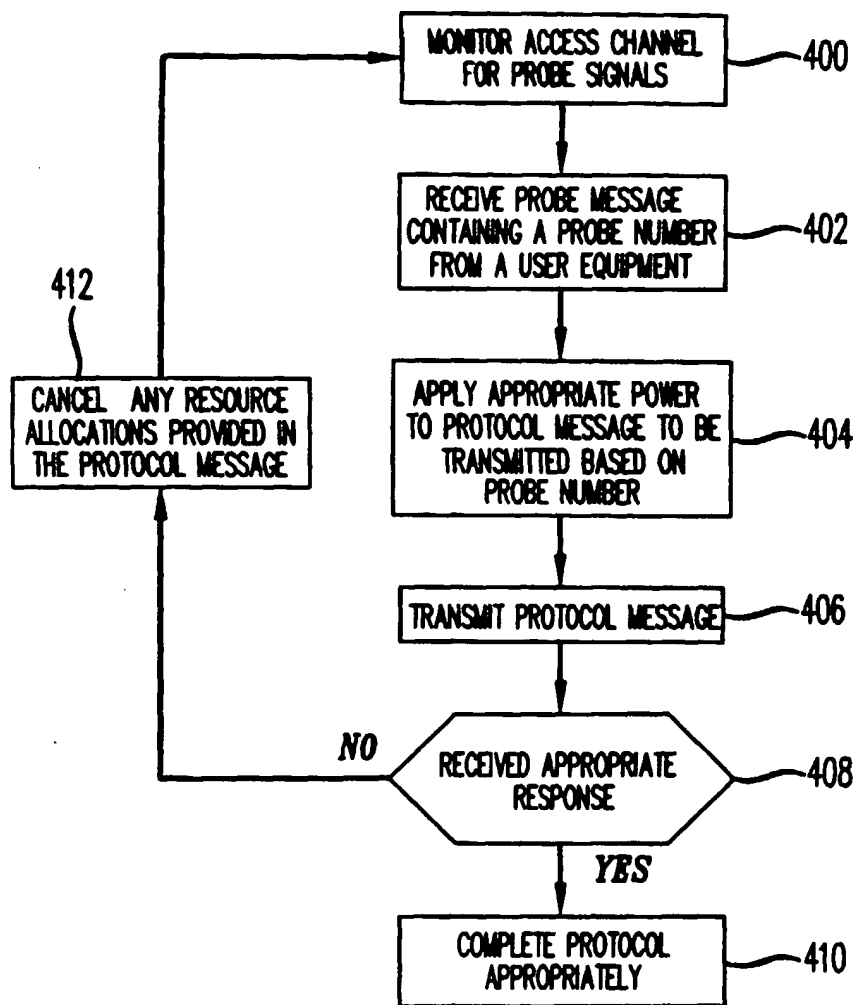 MONITOR ACCESS CHANNEL
FOR PROBE SIGNALS
400
RECEIVE PROBE MESSAGE
CONTAINING A PROBE NUMBER
FROM A USER EQUIPMENT
402
412
CANCEL ANY RESOURCE
ALLOCATIONS PROVIDED IN
THE PROTOCOL MESSAGE
APPLY APPROPRIATE POWER
TO PROTOCOL MESSAGE TO BE
TRANSMITTED BASED ON
PROBE NUMBER
404
TRANSMIT PROTOCOL MESSAGE
406
NO
RECEIVED APPROPRIATE
RESPONSE
408
YES
COMPLETE PROTOCOL
APPROPRIATELY
410